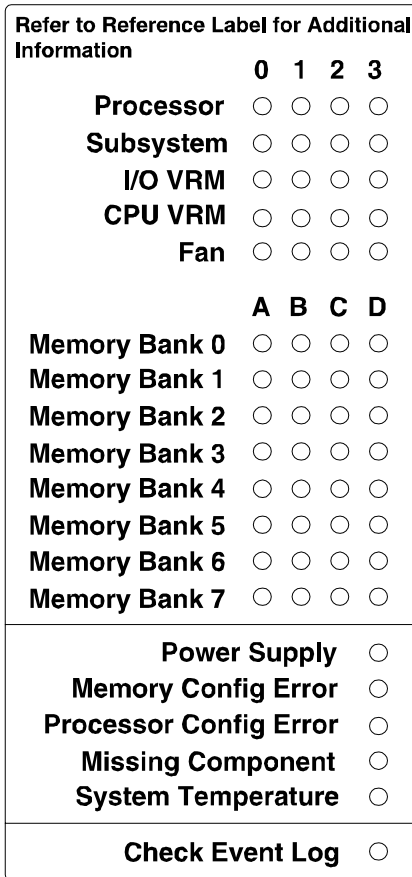 Refer to Reference Label for Additional
Information
0 1 2 3
Processor
Subsystem
I/O VRM
CPU VRM
Fan
A B C D
Memory Bank 0
Memory Bank 1
Memory Bank 2
Memory Bank 3
Memory Bank 4
Memory Bank 5
Memory Bank 6
Memory Bank 7
Power Supply
Memory Config Error
Processor Config Error
Missing Component
System Temperature
Check Event Log